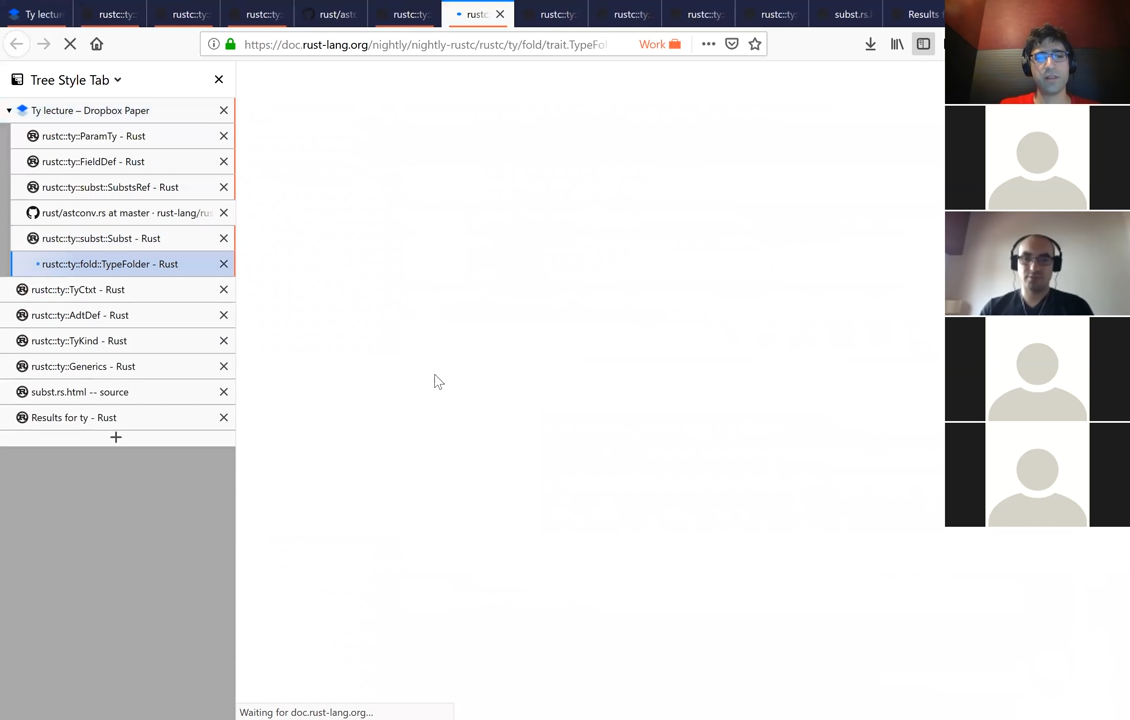 Ty lectur
rustc::ty:
rustc::ty:
rustc::ty:
rust/astc
rustc::ty:
rustc:
rustc::ty:
rustc::ty:
rustc::ty:
rustc::ty:
subst.rs.
Results f
https://doc.rust-lang.org/nightly/nightly-rustc/rustc/ty/fold/trait.TypeFo
Work
Tree Style Tab
Ty lecture – Dropbox Paper
rustc::ty::ParamTy - Rust
rustc::ty::FieldDef - Rust
rustc::ty::subst::SubstsRef - Rust
rust/astconv.rs at master · rust-lang/ru
rustc::ty::subst::Subst - Rust
rustc::ty::fold::TypeFolder - Rust
rustc::ty::TyCtxt - Rust
rustc::ty::AdtDef - Rust
rustc::ty::TyKind - Rust
rustc::ty::Generics - Rust
subst.rs.html -- source
Results for ty - Rust
Waiting for doc.rust-lang.org...